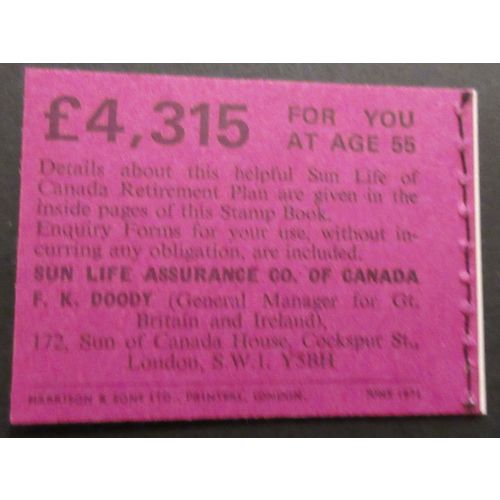 £4,315 FOR YOU
AT AGE 55
Details about this helpful Sun Life of
Canada Retirement Plan are given in the
inside pages of this Stamp Book.
Enquiry Forms for your use, without in-
curring any obligation, are included.
SUN LIFE ASSURANCE CO. OF CANADA
F. K. DOODY (General Manager for Gt.
Britain and Ireland),
172, Sun of Canada House, Cockspur St.,
London, S.W.1. Y5BH
HARRISON & SONS LTD., PRINTERS, LONDON. JUNE